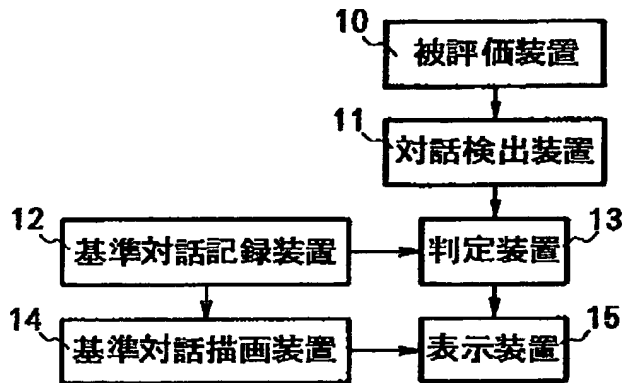 10 被評価装置
11 対話検出装置
12 基準対話記録装置 判定装置 13
14 基準対話描画装置 表示装置 15